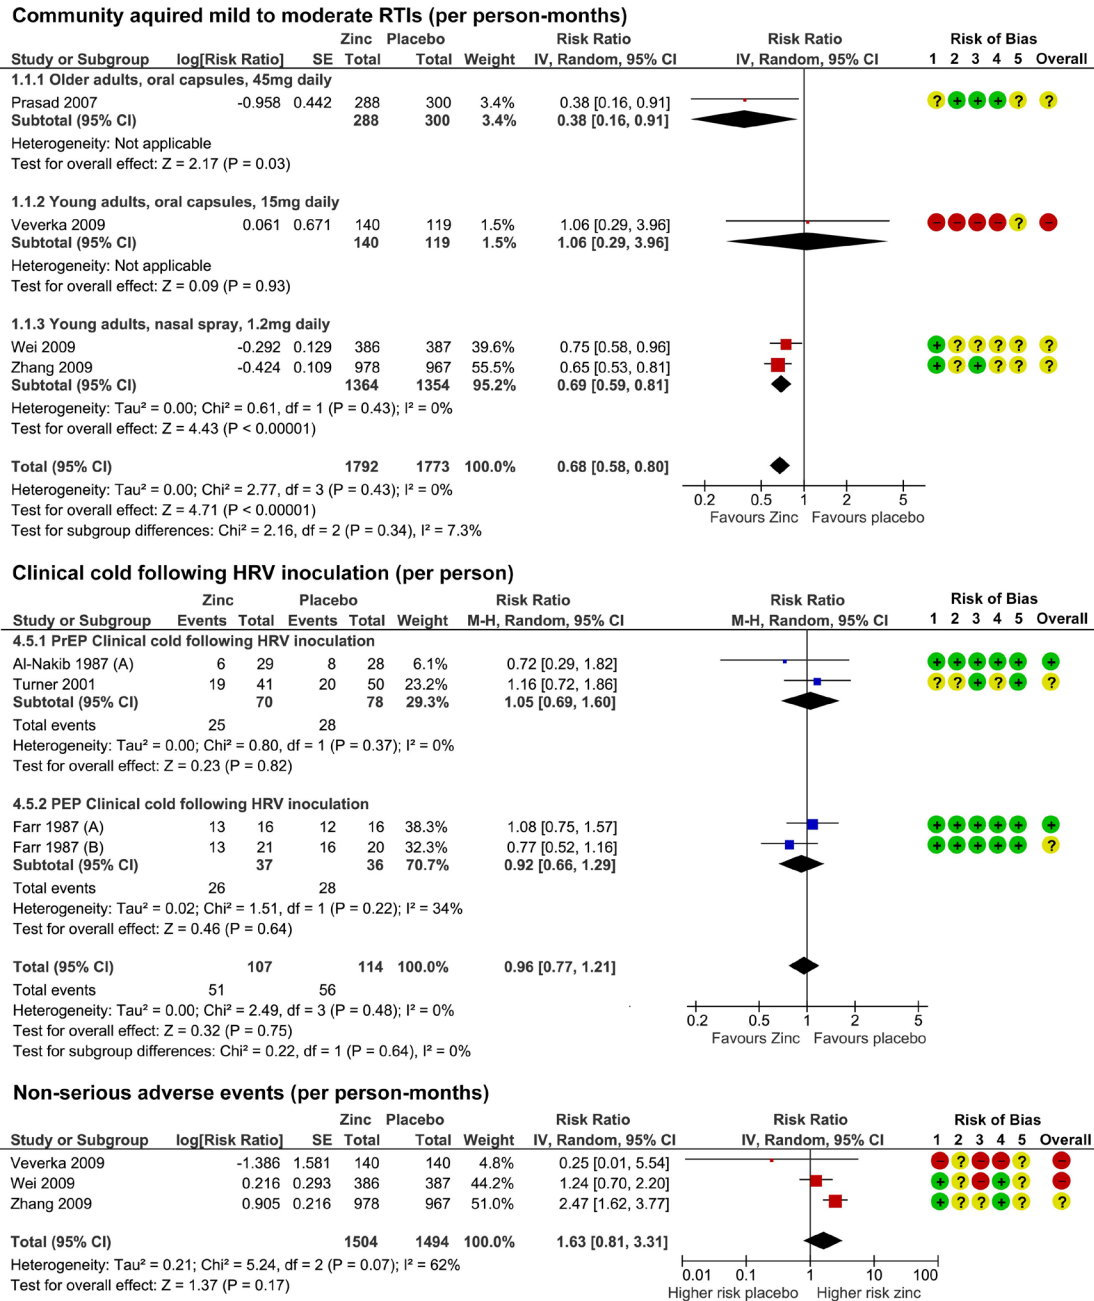 Community aquired mild to moderate RTIs (per person-months)
Zinc Placebo Risk Ratio Risk Ratio Risk of Bias
Study or Subgroup log[Risk Ratio] SE Total Total Weight IV, Random, 95% CI IV, Random, 95% CI 1 2 3 4 5 Overall
1.1.1 Older adults, oral capsules, 45mg daily
Prasad 2007 -0.958 0.442 288 300 3.4% 0.38 [0.16, 0.91] ? + + + ? ?
Subtotal (95% CI) 288 300 3.4% 0.38 [0.16, 0.91]
Heterogeneity: Not applicable
Test for overall effect: Z = 2.17 (P = 0.03)
1.1.2 Young adults, oral capsules, 15mg daily
Veverka 2009 0.061 0.671 140 119 1.5% 1.06 [0.29, 3.96] - - - - ? -
Subtotal (95% CI) 140 119 1.5% 1.06 [0.29, 3.96]
Heterogeneity: Not applicable
Test for overall effect: Z = 0.09 (P = 0.93)
1.1.3 Young adults, nasal spray, 1.2mg daily
Wei 2009 -0.292 0.129 386 387 39.6% 0.75 [0.58, 0.96] + ? ? ? ? ?
Zhang 2009 -0.424 0.109 978 967 55.5% 0.65 [0.53, 0.81] + ? + ? ? ?
Subtotal (95% CI) 1364 1354 95.2% 0.69 [0.59, 0.81]
Heterogeneity: Tau² = 0.00; Chi² = 0.61, df = 1 (P = 0.43); I² = 0%
Test for overall effect: Z = 4.43 (P < 0.00001)
Total (95% CI) 1792 1773 100.0% 0.68 [0.58, 0.80]
Heterogeneity: Tau² = 0.00; Chi² = 2.77, df = 3 (P = 0.43); I² = 0%
Test for overall effect: Z = 4.71 (P < 0.00001)
Test for subgroup differences: Chi² = 2.16, df = 2 (P = 0.34), I² = 7.3%
0.2 0.5 1 2 5
Favours Zinc Favours placebo
Clinical cold following HRV inoculation (per person)
Zinc Placebo Risk Ratio Risk Ratio Risk of Bias
Study or Subgroup Events Total Events Total Weight M-H, Random, 95% CI M-H, Random, 95% CI 1 2 3 4 5 Overall
4.5.1 PrEP Clinical cold following HRV inoculation
Al-Nakib 1987 (A) 6 29 8 28 6.1% 0.72 [0.29, 1.82] + + + + + +
Turner 2001 19 41 20 50 23.2% 1.16 [0.72, 1.86] ? ? + ? + ?
Subtotal (95% CI) 70 78 29.3% 1.05 [0.69, 1.60]
Total events 25 28
Heterogeneity: Tau² = 0.00; Chi² = 0.80, df = 1 (P = 0.37); I² = 0%
Test for overall effect: Z = 0.23 (P = 0.82)
4.5.2 PEP Clinical cold following HRV inoculation
Farr 1987 (A) 13 16 12 16 38.3% 1.08 [0.75, 1.57] + + + + + +
Farr 1987 (B) 13 21 16 20 32.3% 0.77 [0.52, 1.16] + + + + + ?
Subtotal (95% CI) 37 36 70.7% 0.92 [0.66, 1.29]
Total events 26 28
Heterogeneity: Tau² = 0.02; Chi² = 1.51, df = 1 (P = 0.22); I² = 34%
Test for overall effect: Z = 0.46 (P = 0.64)
Total (95% CI) 107 114 100.0% 0.96 [0.77, 1.21]
Total events 51 56
Heterogeneity: Tau² = 0.00; Chi² = 2.49, df = 3 (P = 0.48); I² = 0%
Test for overall effect: Z = 0.32 (P = 0.75)
Test for subgroup differences: Chi² = 0.22, df = 1 (P = 0.64), I² = 0%
0.2 0.5 1 2 5
Favours Zinc Favours placebo
Non-serious adverse events (per person-months)
Zinc Placebo Risk Ratio Risk Ratio Risk of Bias
Study or Subgroup log[Risk Ratio] SE Total Total Weight IV, Random, 95% CI IV, Random, 95% CI 1 2 3 4 5 Overall
Veverka 2009 -1.386 1.581 140 140 4.8% 0.25 [0.01, 5.54] - ? - - ? -
Wei 2009 0.216 0.293 386 387 44.2% 1.24 [0.70, 2.20] + ? - + ? -
Zhang 2009 0.905 0.216 978 967 51.0% 2.47 [1.62, 3.77] + ? ? + ? ?
Total (95% CI) 1504 1494 100.0% 1.63 [0.81, 3.31]
Heterogeneity: Tau² = 0.21; Chi² = 5.24, df = 2 (P = 0.07); I² = 62%
Test for overall effect: Z = 1.37 (P = 0.17)
0.01 0.1 1 10 100
Higher risk placebo Higher risk zinc